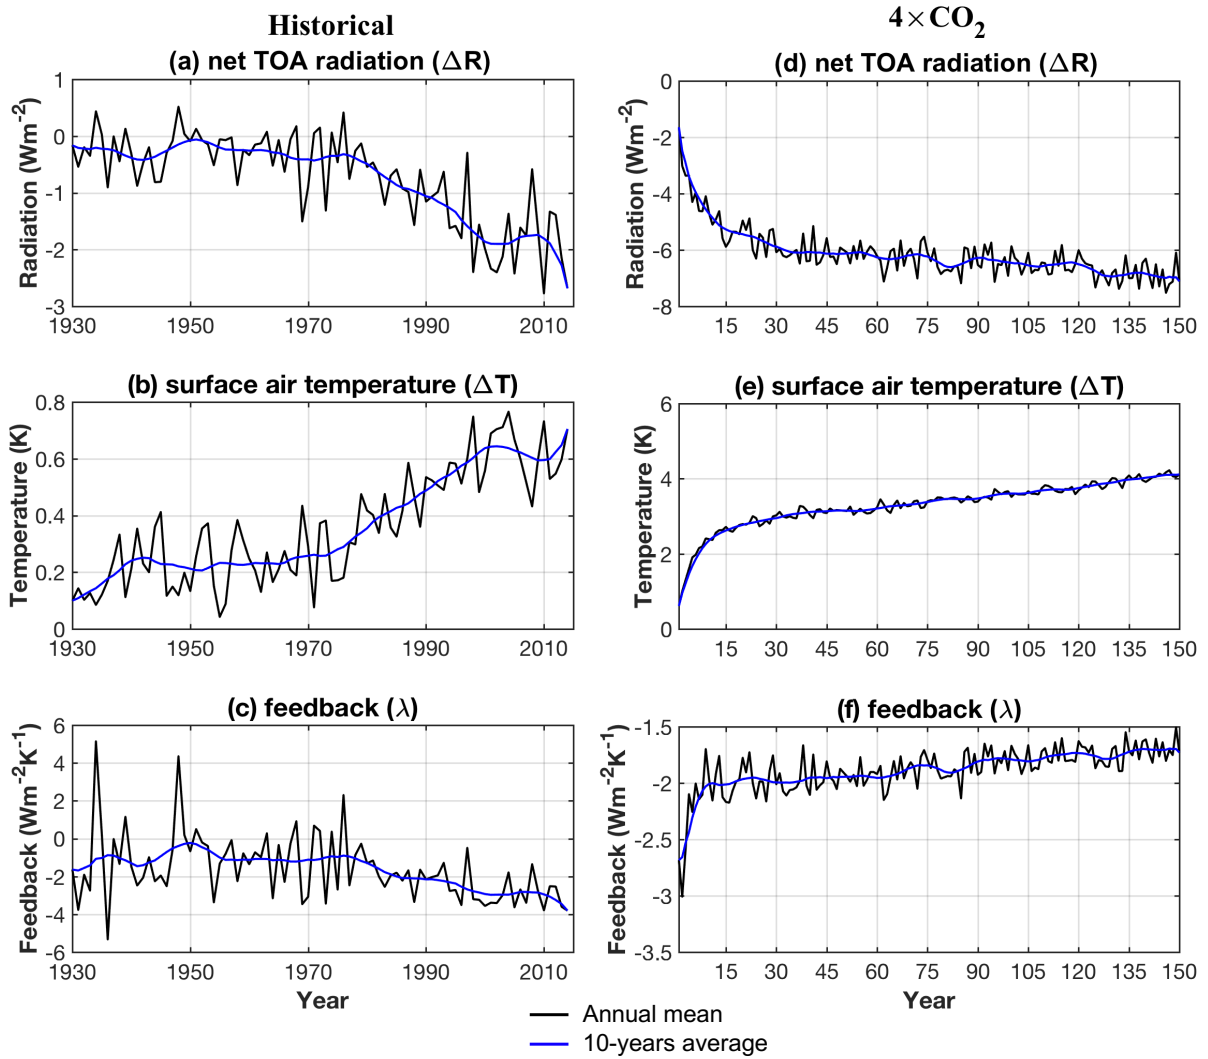 Historical
(a) net TOA radiation (ΔR)
Radiation (Wm⁻²)
1
0
-1
-2
-3
1930 1950 1970 1990 2010
(b) surface air temperature (ΔT)
Temperature (K)
0.8
0.6
0.4
0.2
0
1930 1950 1970 1990 2010
(c) feedback (λ)
Feedback (Wm⁻²K⁻¹)
6
4
2
0
-2
-4
-6
1930 1950 1970 1990 2010
Year
4×CO₂
(d) net TOA radiation (ΔR)
Radiation (Wm⁻²)
0
-2
-4
-6
-8
15 30 45 60 75 90 105 120 135 150
(e) surface air temperature (ΔT)
Temperature (K)
6
4
2
0
15 30 45 60 75 90 105 120 135 150
(f) feedback (λ)
Feedback (Wm⁻²K⁻¹)
-1.5
-2
-2.5
-3
-3.5
15 30 45 60 75 90 105 120 135 150
Year
Annual mean
10-years average